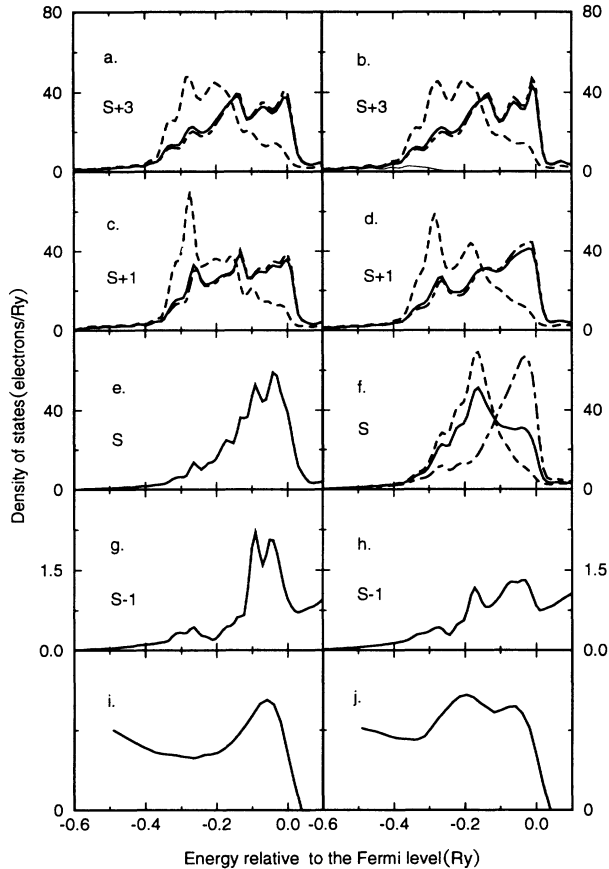 80 80
a. b.
S+3 S+3
40 40
0 0
c. d.
40 40
S+1 S+1
0 0
Density of states(electrons/Ry)
e. f.
40 40
S S
0 0
g. h.
1.5 1.5
S-1 S-1
0.0 0.0
i. j.
0 0
-0.6 -0.4 -0.2 0.0 -0.6 -0.4 -0.2 0.0
Energy relative to the Fermi level(Ry)